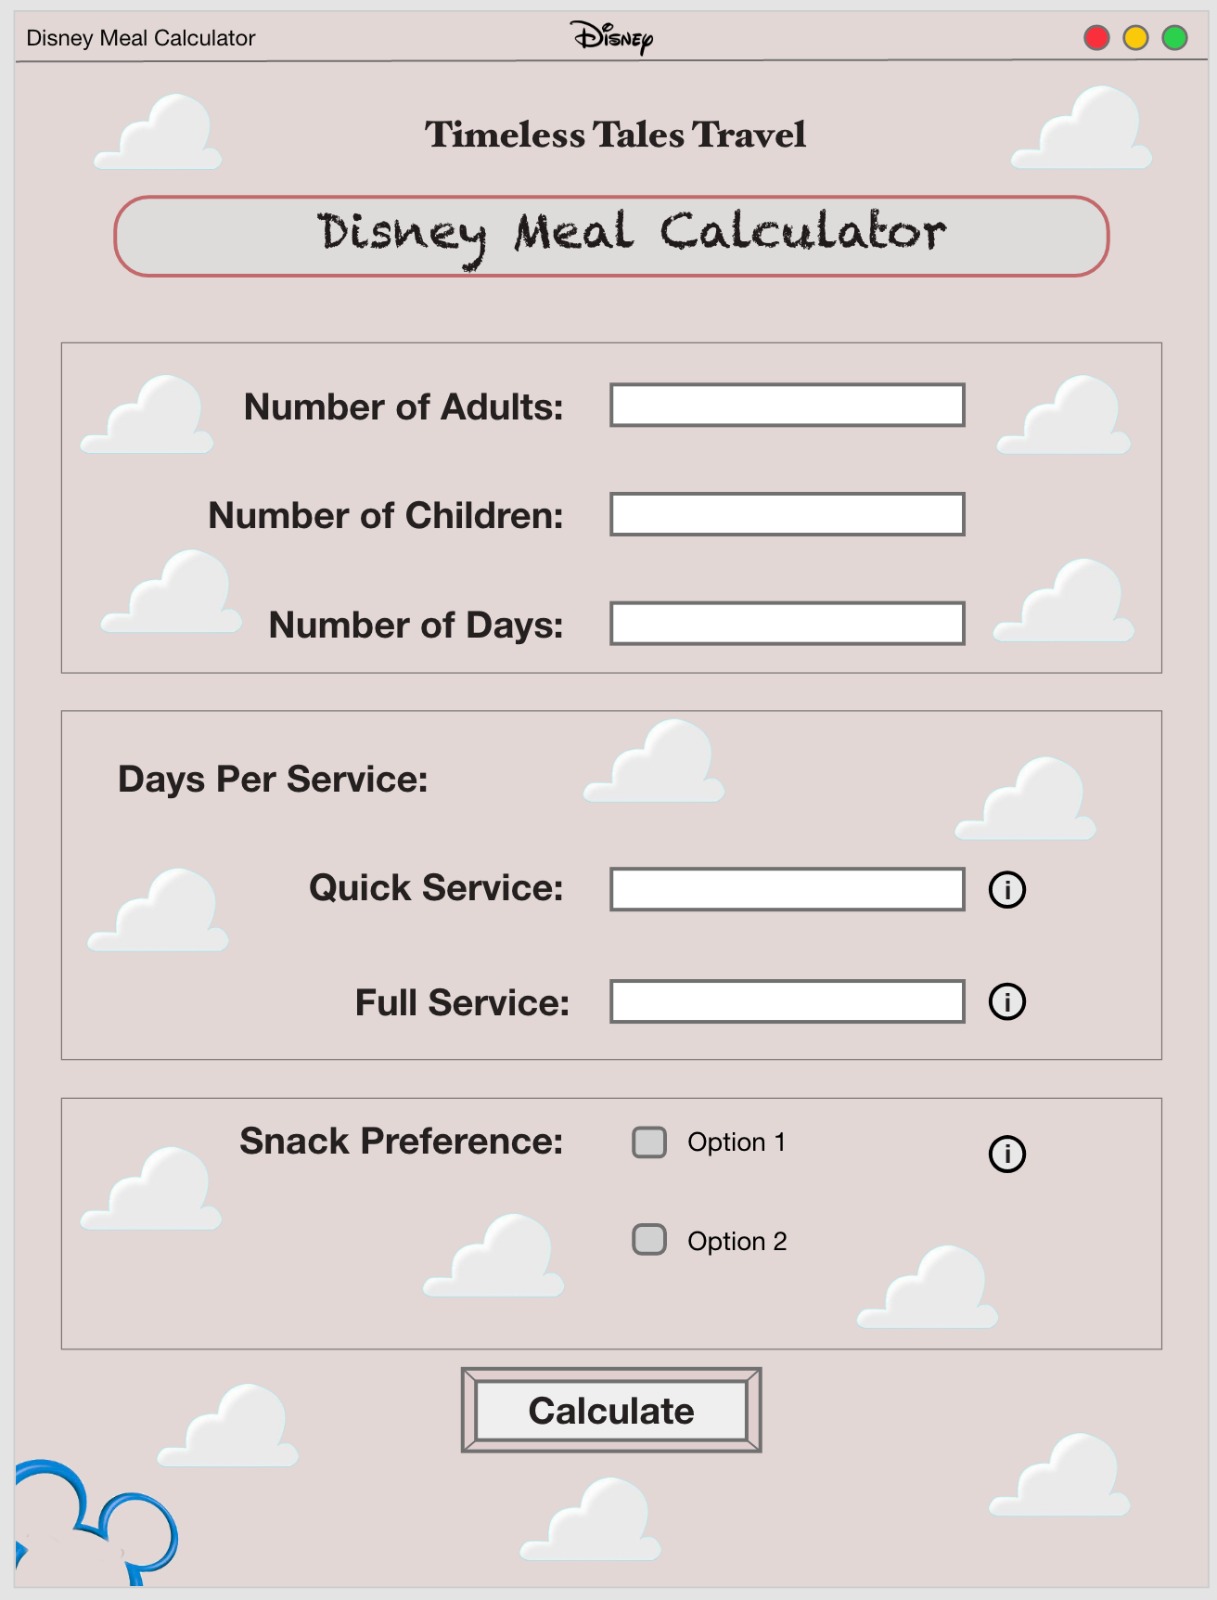 Disney Meal Calculator
Disney
Timeless Tales Travel
Disney Meal Calculator
Number of Adults:
Number of Children:
Number of Days:
Days Per Service:
Quick Service:
i
Full Service:
i
Snack Preference:
Option 1
i
Option 2
Calculate